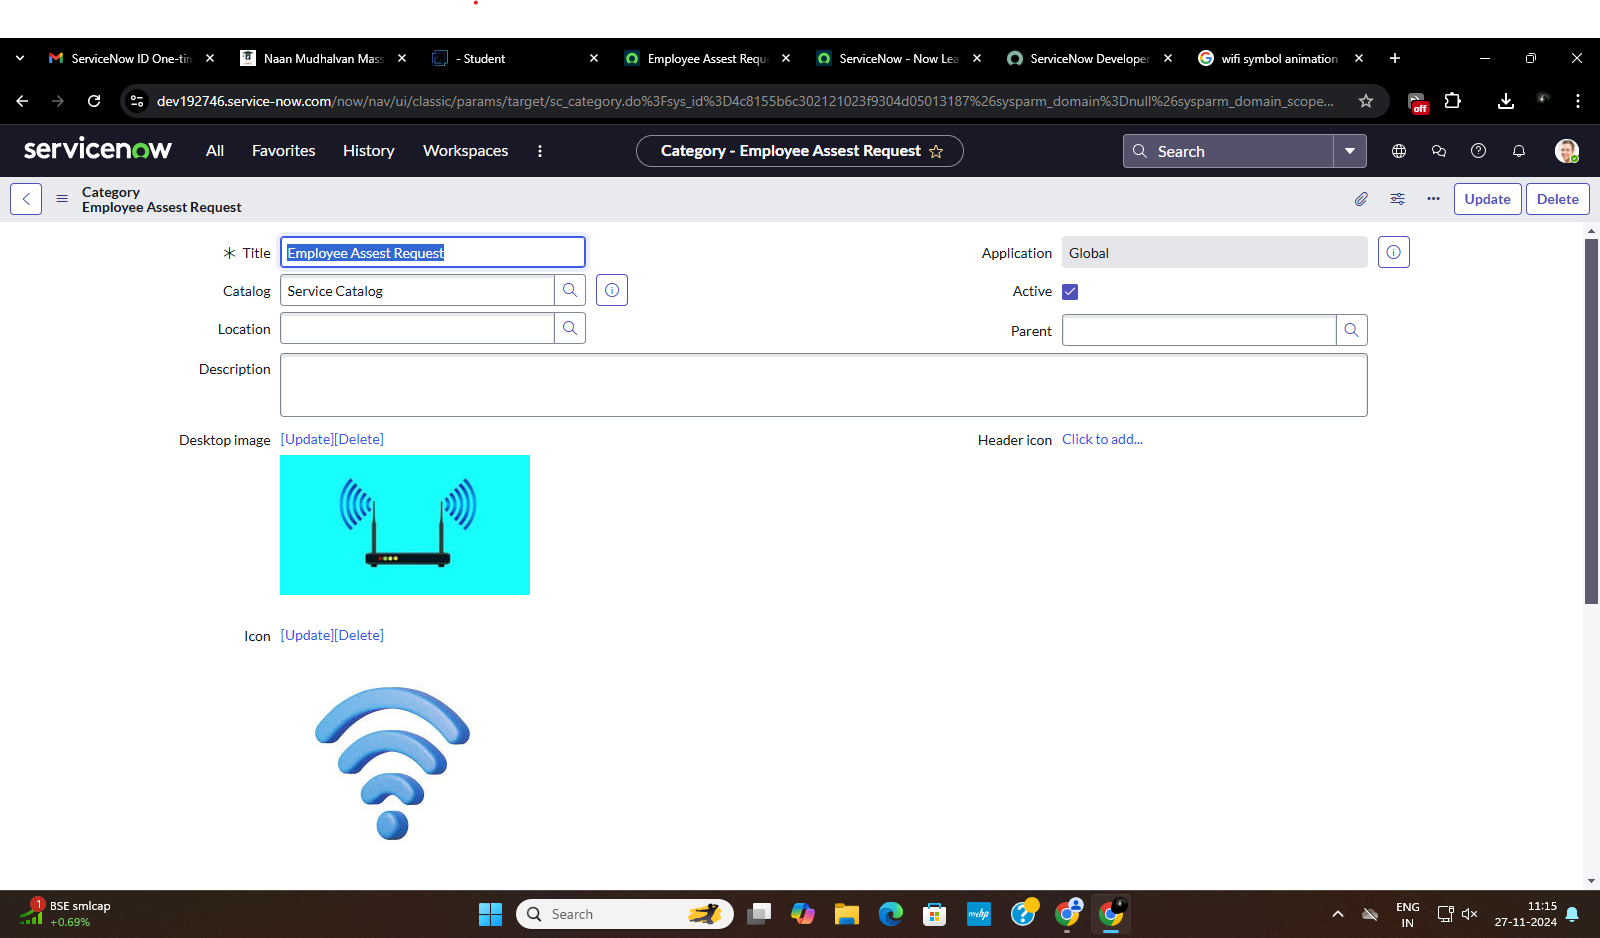 ServiceNow ID One-tin
Naan Mudhalvan Mass
- Student
Employee Assest Requ
ServiceNow - Now Lea
ServiceNow Developer
wifi symbol animation
dev192746.service-now.com/now/nav/ui/classic/params/target/sc_category.do%3Fsys_id%3D4c8155b6c302121023f9304d05013187%26sysparm_domain%3Dnull%26sysparm_domain_scope...
off
servicenow
All
Favorites
History
Workspaces
Category - Employee Assest Request
Search
Category
Employee Assest Request
Update
Delete
Title
Employee Assest Request
Application
Global
Catalog
Service Catalog
Active
Location
Parent
Description
Desktop image
[Update][Delete]
Header icon
Click to add...
Icon
[Update][Delete]
1
BSE smlcap
+0.69%
Search
myhp
ENG
IN
11:15
27-11-2024